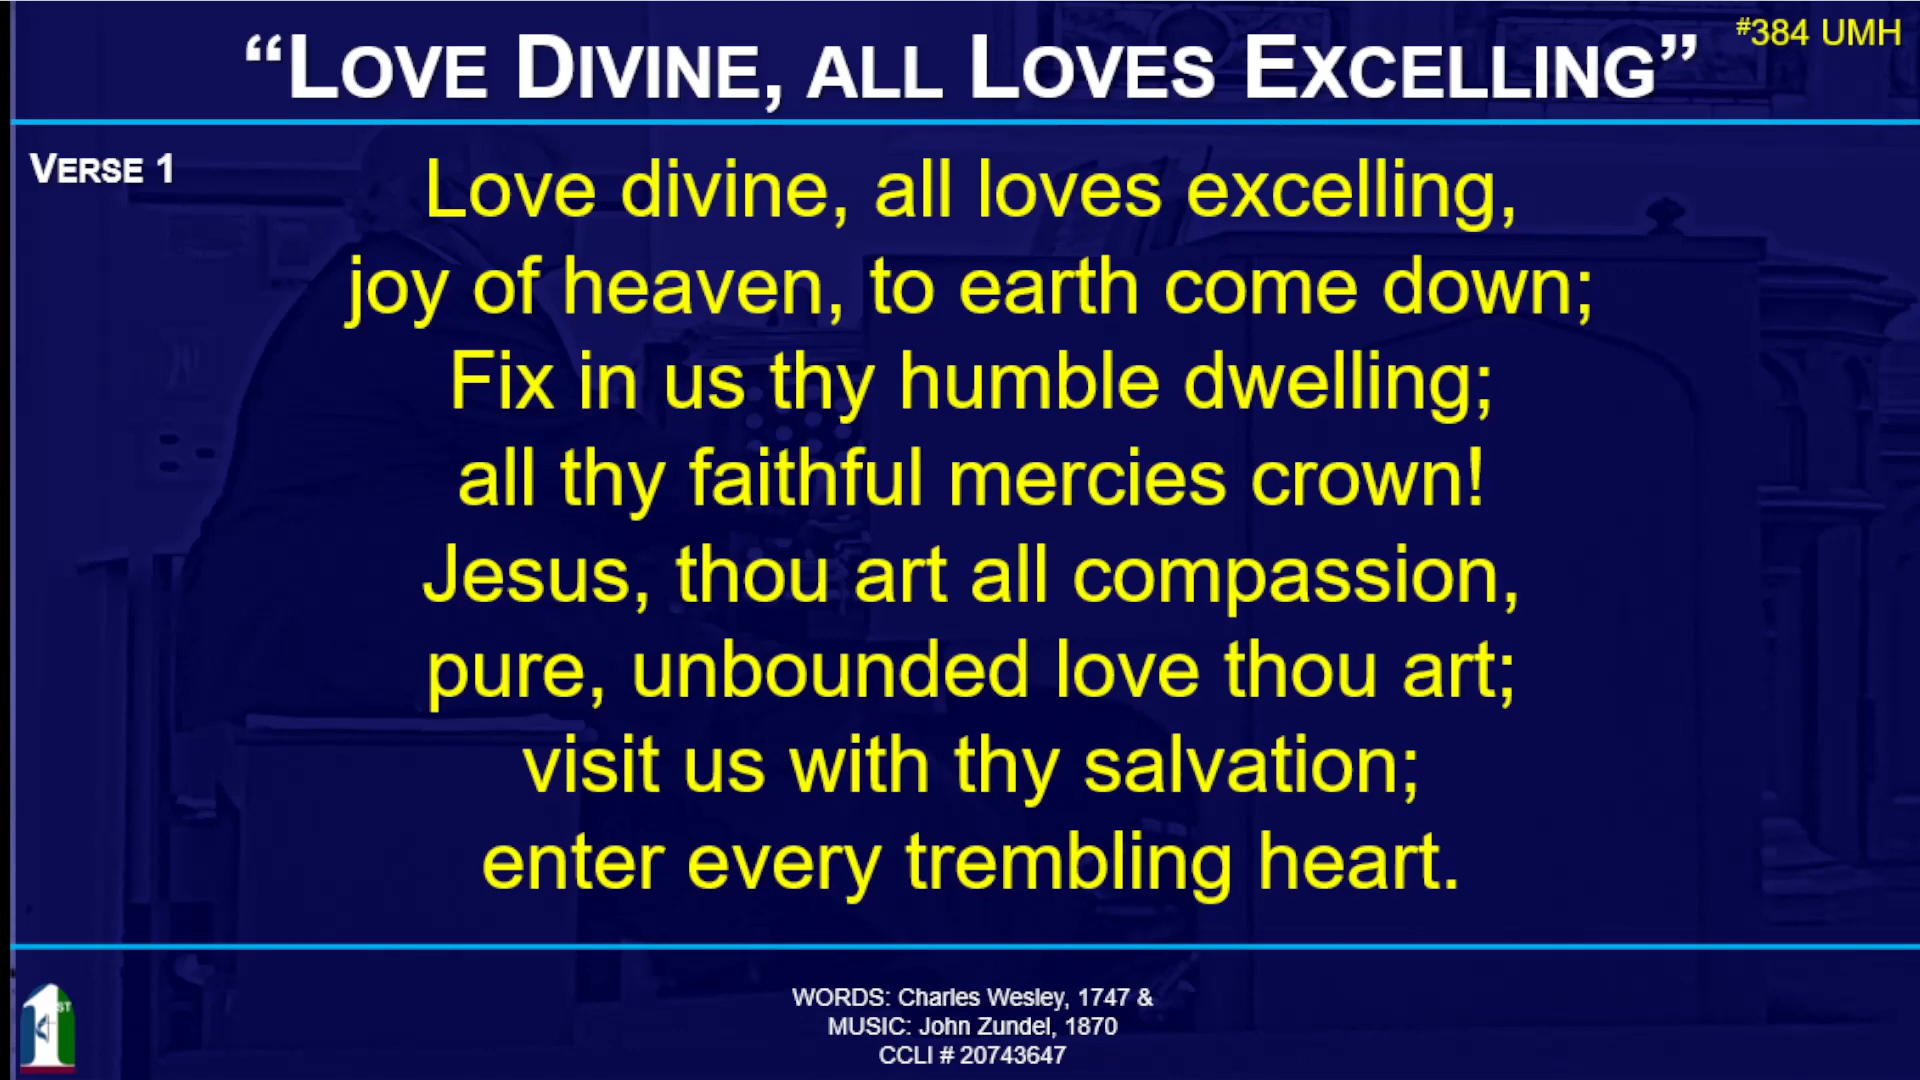 #384 UMH
“LOVE DIVINE, ALL LOVES EXCELLING”
VERSE 1
Love divine, all loves excelling,
joy of heaven, to earth come down;
Fix in us thy humble dwelling;
all thy faithful mercies crown!
Jesus, thou art all compassion,
pure, unbounded love thou art;
visit us with thy salvation;
enter every trembling heart.
1ST
WORDS: Charles Wesley, 1747 &
MUSIC: John Zundel, 1870
CCLI # 20743647